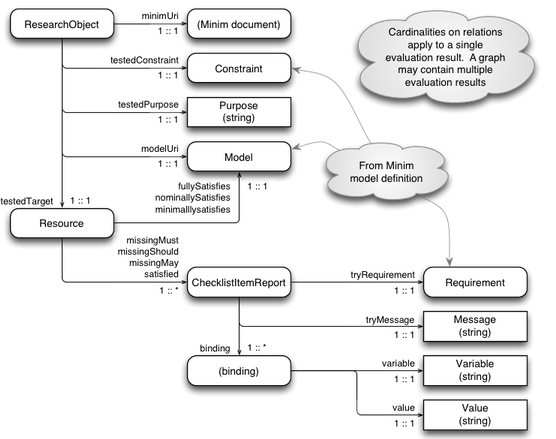 ResearchObject
minimUri
1 :: 1
(Minim document)
Cardinalities on relations
apply to a single
evaluation result. A graph
may contain multiple
evaluation results
testedConstraint
1 :: 1
Constraint
testedPurpose
1 :: 1
Purpose
(string)
modelUri
1 :: 1
Model
From Minim
model definition
testedTarget
1 :: 1
fullySatisfies
nominallySatisfies
minimalllysatisfies
1 :: 1
Resource
missingMust
missingShould
missingMay
satisfied
1 :: *
ChecklistItemReport
tryRequirement
1 :: 1
Requirement
tryMessage
1 :: 1
Message
(string)
binding
1 :: *
(binding)
variable
1 :: 1
Variable
(string)
value
1 :: 1
Value
(string)